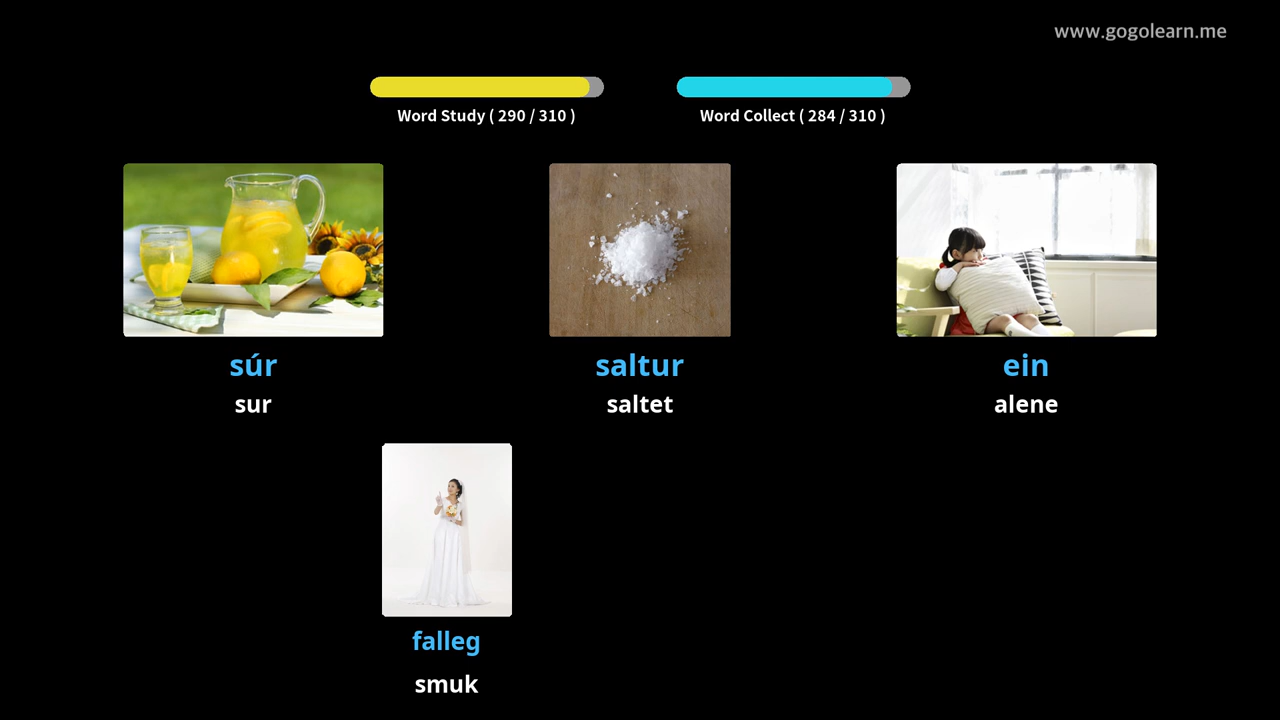 www.gogolearn.me
Word Study ( 290 / 310 )
Word Collect ( 284 / 310 )
súr
sur
saltur
saltet
ein
alene
falleg
smuk